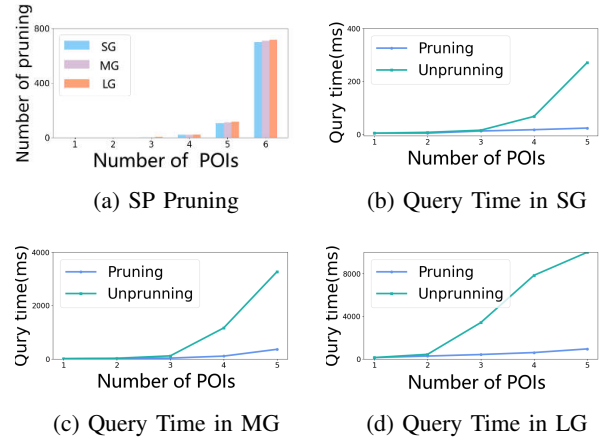 Number of pruning
800
400
0
SG
MG
LG
1 2 3 4 5 6
Number of POIs
(a) SP Pruning
Qury time(ms)
400
200
0
Pruning
Unprunning
1 2 3 4 5
Number of POIs
(b) Query Time in SG
Qury time(ms)
4000
2000
0
Pruning
Unprunning
1 2 3 4 5
Number of POIs
(c) Query Time in MG
Qury time(ms)
8000
4000
0
Pruning
Unprunning
1 2 3 4 5
Number of POIs
(d) Query Time in LG